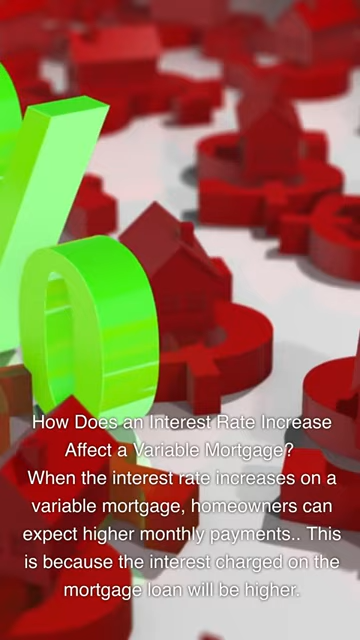 How Does an Interest Rate Increase
Affect a Variable Mortgage?
When the interest rate increases on a
variable mortgage, homeowners can
expect higher monthly payments.. This
is because the interest charged on the
mortgage loan will be higher.